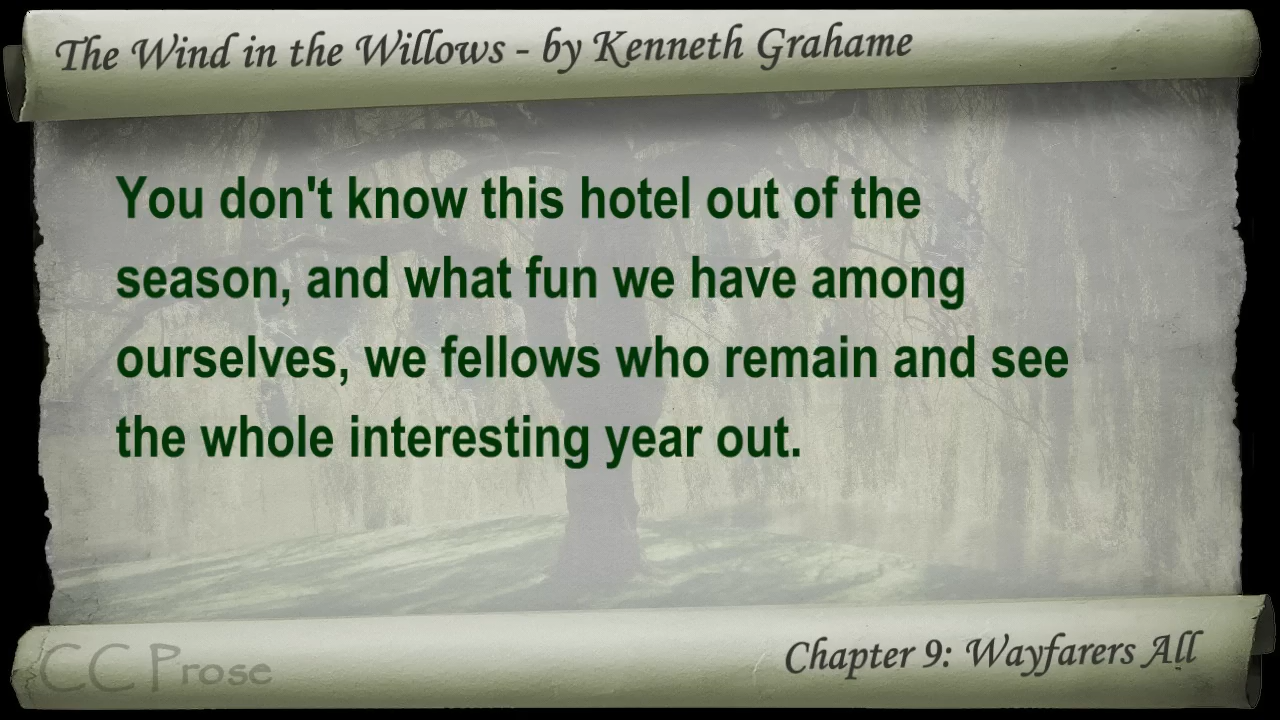 The Wind in the Willows - by Kenneth Grahame
You don't know this hotel out of the
season, and what fun we have among
ourselves, we fellows who remain and see
the whole interesting year out.
CC Prose
Chapter 9: Wayfarers All